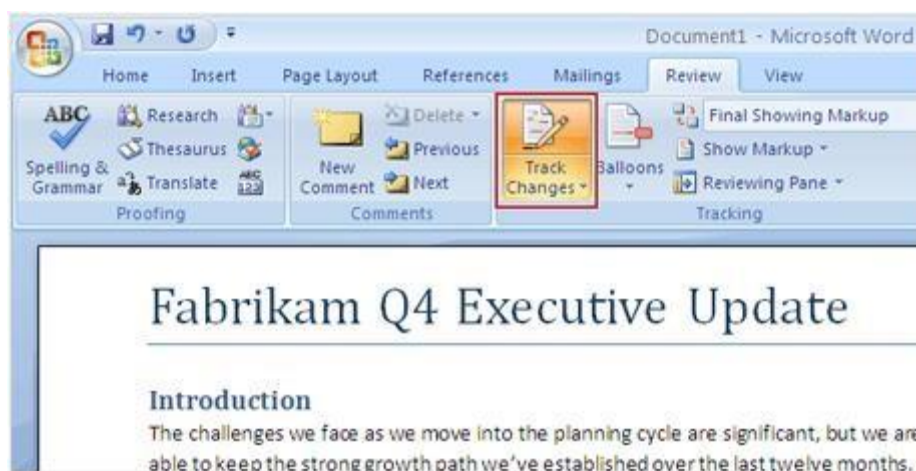 Document1 - Microsoft Word
Home Insert Page Layout References Mailings Review View
ABC Research Delete Final Showing Markup
Thesaurus Previous Show Markup
Spelling & Grammar Translate ABC 123 New Comment Next Track Changes Balloons Reviewing Pane
Proofing Comments Tracking
Fabrikam Q4 Executive Update
Introduction
The challenges we face as we move into the planning cycle are significant, but we are
able to keep the strong growth path we've established over the last twelve months.